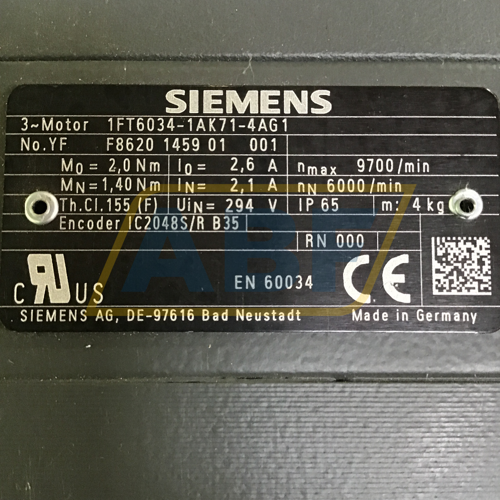 SIEMENS
3~Motor 1FT6034-1AK71-4AG1
No.YF F8620 1459 01 001
M0 = 2,0 Nm I0 = 2,6 A nmax 9700/min
MN = 1,40 Nm IN = 2,1 A nN 6000/min
Th.Cl.155 (F) UiN = 294 V IP 65 m: 4 kg
Encoder IC2048S/R B35
RN 000
c RU US EN 60034 CE
SIEMENS AG, DE-97616 Bad Neustadt Made in Germany
ABF